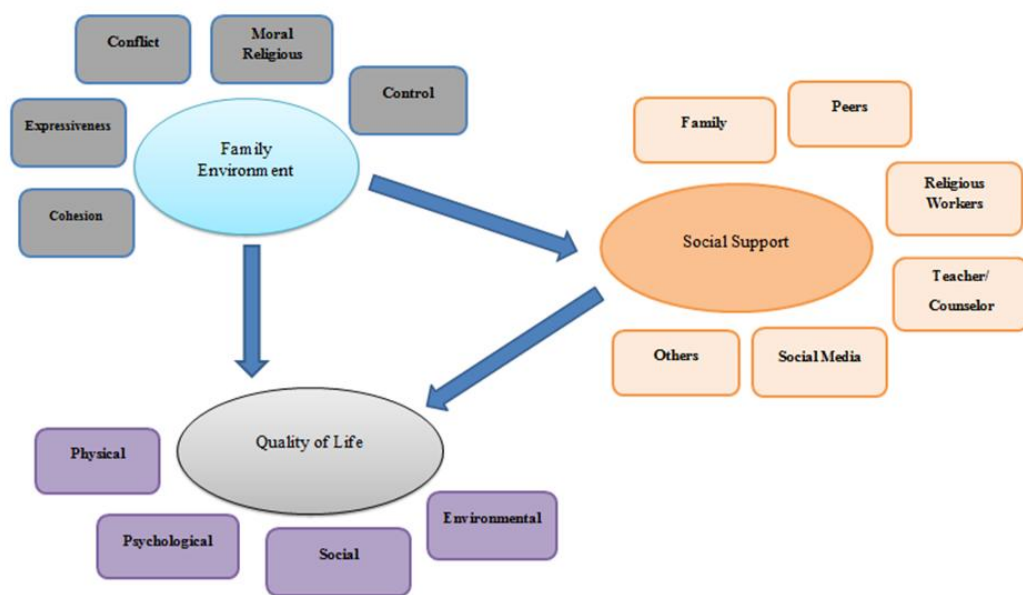 Conflict
Moral
Religious
Control
Expressiveness
Cohesion
Family
Environment
Family
Peers
Religious
Workers
Teacher/
Counselor
Social Support
Others
Social Media
Quality of Life
Physical
Psychological
Social
Environmental